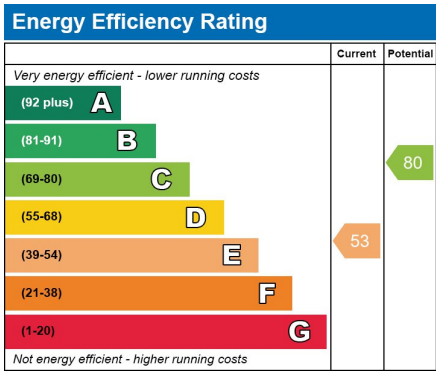 Energy Efficiency Rating
Current Potential
Very energy efficient - lower running costs
(92 plus) A
(81-91) B
(69-80) C
80
(55-68) D
(39-54) E
53
(21-38) F
(1-20) G
Not energy efficient - higher running costs